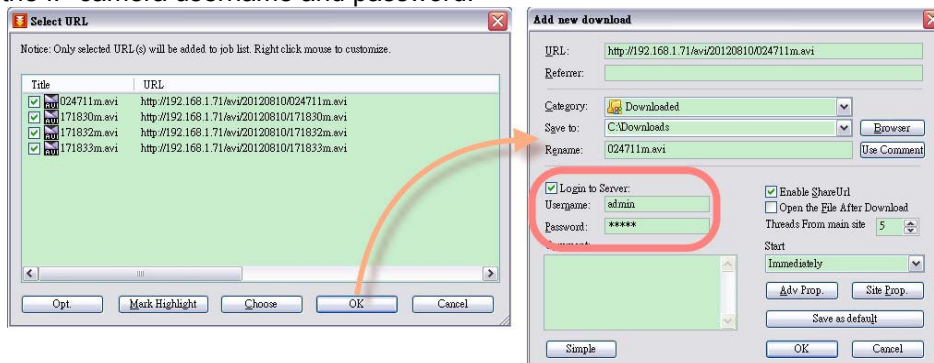 the IP camera username and password.
Select URL
Notice: Only selected URL(s) will be added to job list. Right click mouse to customize.
Title URL
024711m.avi http://192.168.1.71/avi/20120810/024711m.avi
171830m.avi http://192.168.1.71/avi/20120810/171830m.avi
171832m.avi http://192.168.1.71/avi/20120810/171832m.avi
171833m.avi http://192.168.1.71/avi/20120810/171833m.avi
Opt. Mark Highlight Choose OK Cancel
Add new download
URL: http://192.168.1.71/avi/20120810/024711m.avi
Referrer:
Category: Downloaded
Save to: C:\Downloads Browser
Rename: 024711m.avi Use Comment
Login to Server:
Username: admin
Password: *****
Comment:
Enable ShareUrl
Open the File After Download
Threads From main site 5
Start
Immediately
Adv Prop. Site Prop.
Save as default
Simple OK Cancel